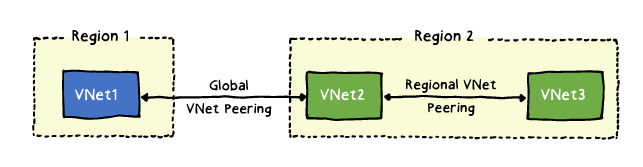 Region 1
Region 2
VNet1
Global
VNet Peering
VNet2
Regional VNet
Peering
VNet3